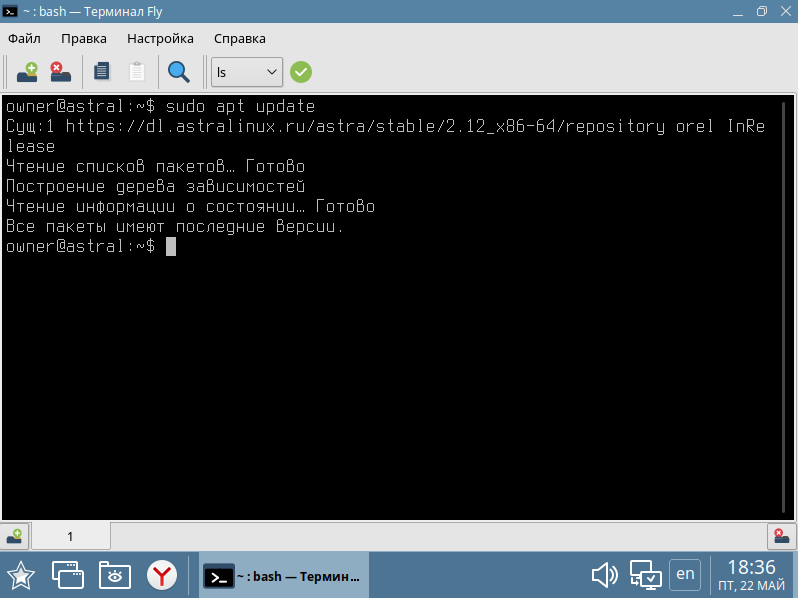 ~ : bash — Терминал Fly
Файл Правка Настройка Справка
ls
owner@astral:~$ sudo apt update
Сущ:1 https://dl.astralinux.ru/astra/stable/2.12_x86-64/repository orel InRe
lease
Чтение списков пакетов… Готово
Построение дерева зависимостей
Чтение информации о состоянии… Готово
Все пакеты имеют последние версии.
owner@astral:~$
1
~ : bash — Термин...
en
18:36
ПТ, 22 МАЙ